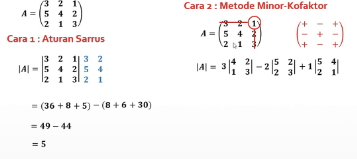 A = (3 2 1
5 4 2
2 1 3)
Cara 1 : Aturan Sarrus
|A| = |3 2 1| 3 2
|5 4 2| 5 4
|2 1 3| 2 1
= (36 + 8 + 5) − (8 + 6 + 30)
= 49 − 44
= 5
Cara 2 : Metode Minor-Kofaktor
A = (3 2 1
5 4 2
2 1 3)
(+ − +
− + −
+ − +)
|A| = 3 |4 2
1 3| − 2 |5 2
2 3| + 1 |5 4
2 1|